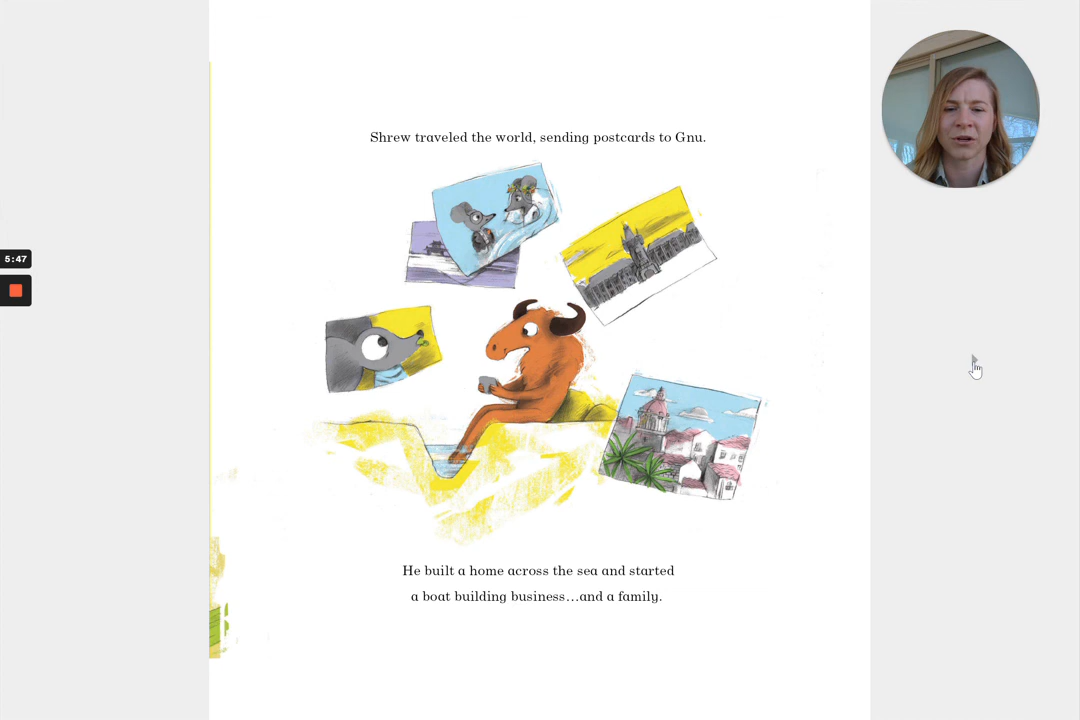 Shrew traveled the world, sending postcards to Gnu.
5:47
He built a home across the sea and started
a boat building business...and a family.